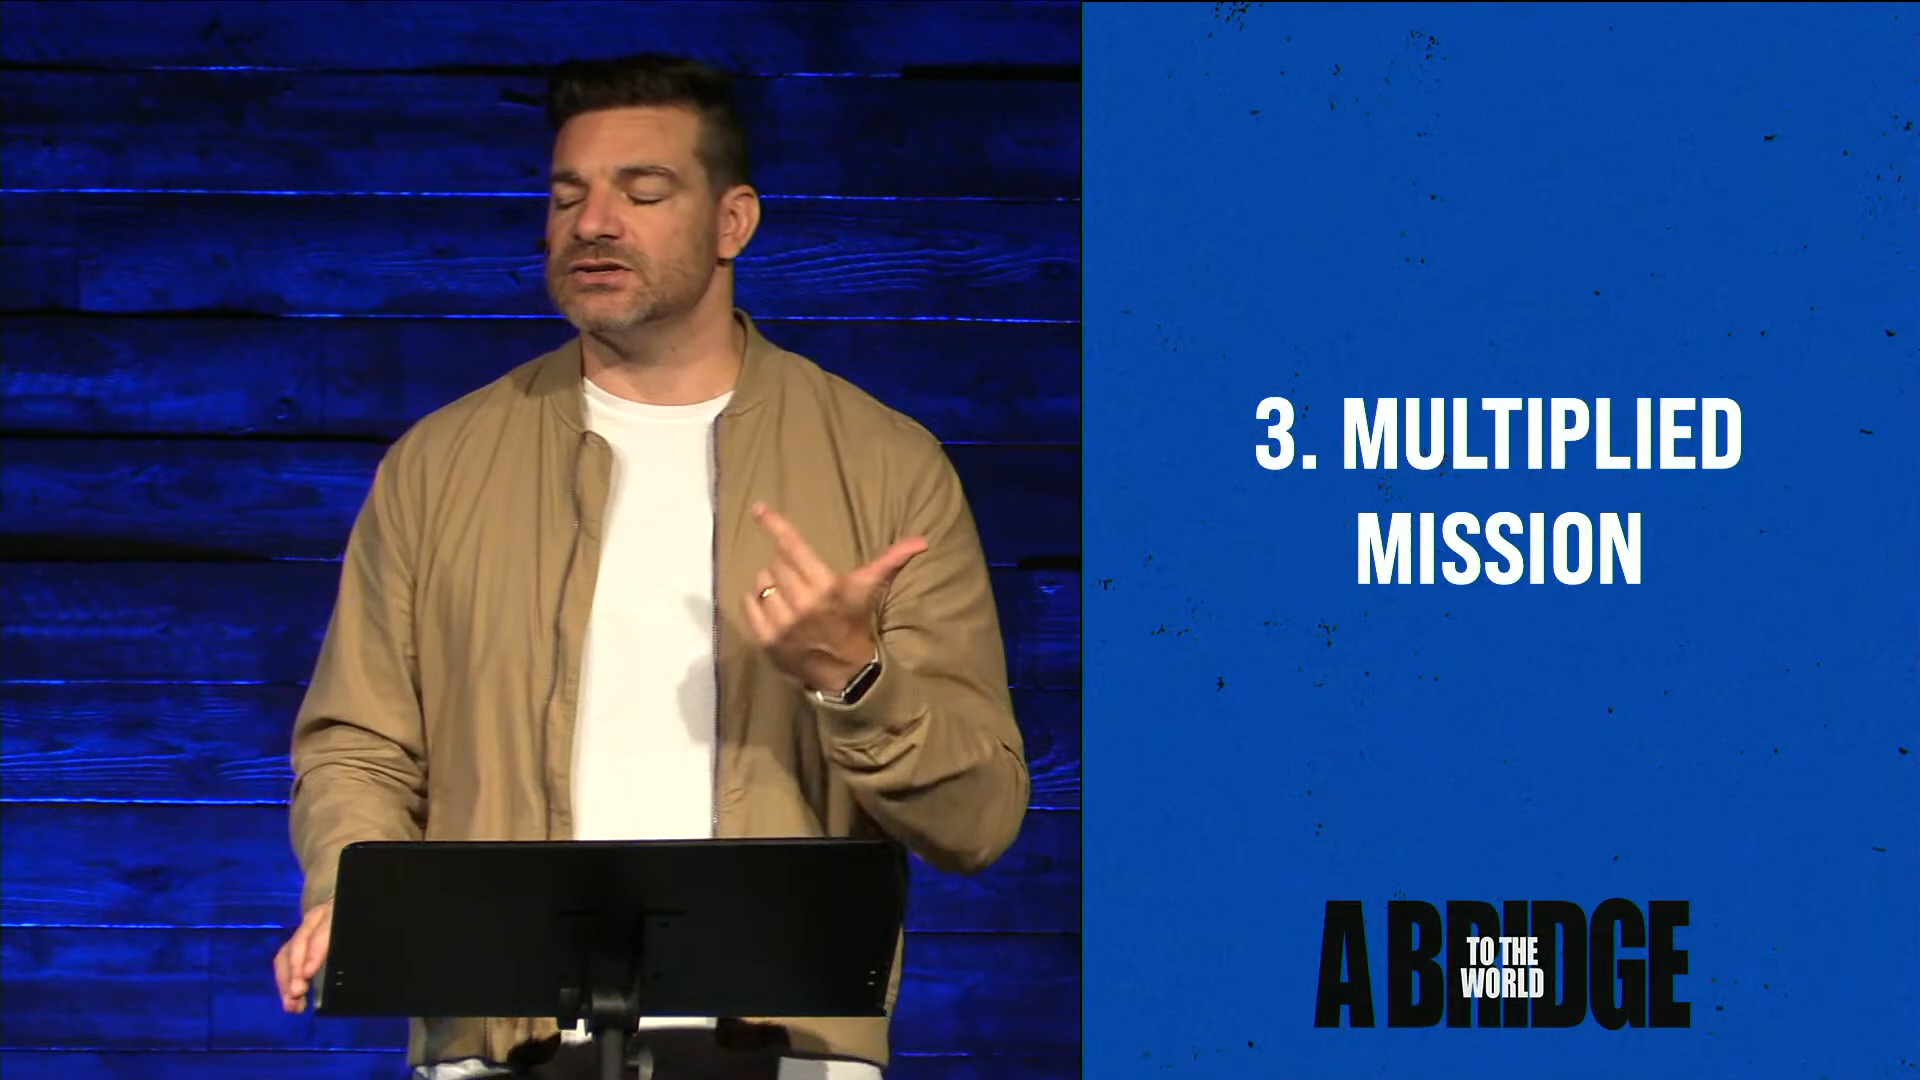 3. MULTIPLIED
MISSION
A BRIDGE
TO THE
WORLD